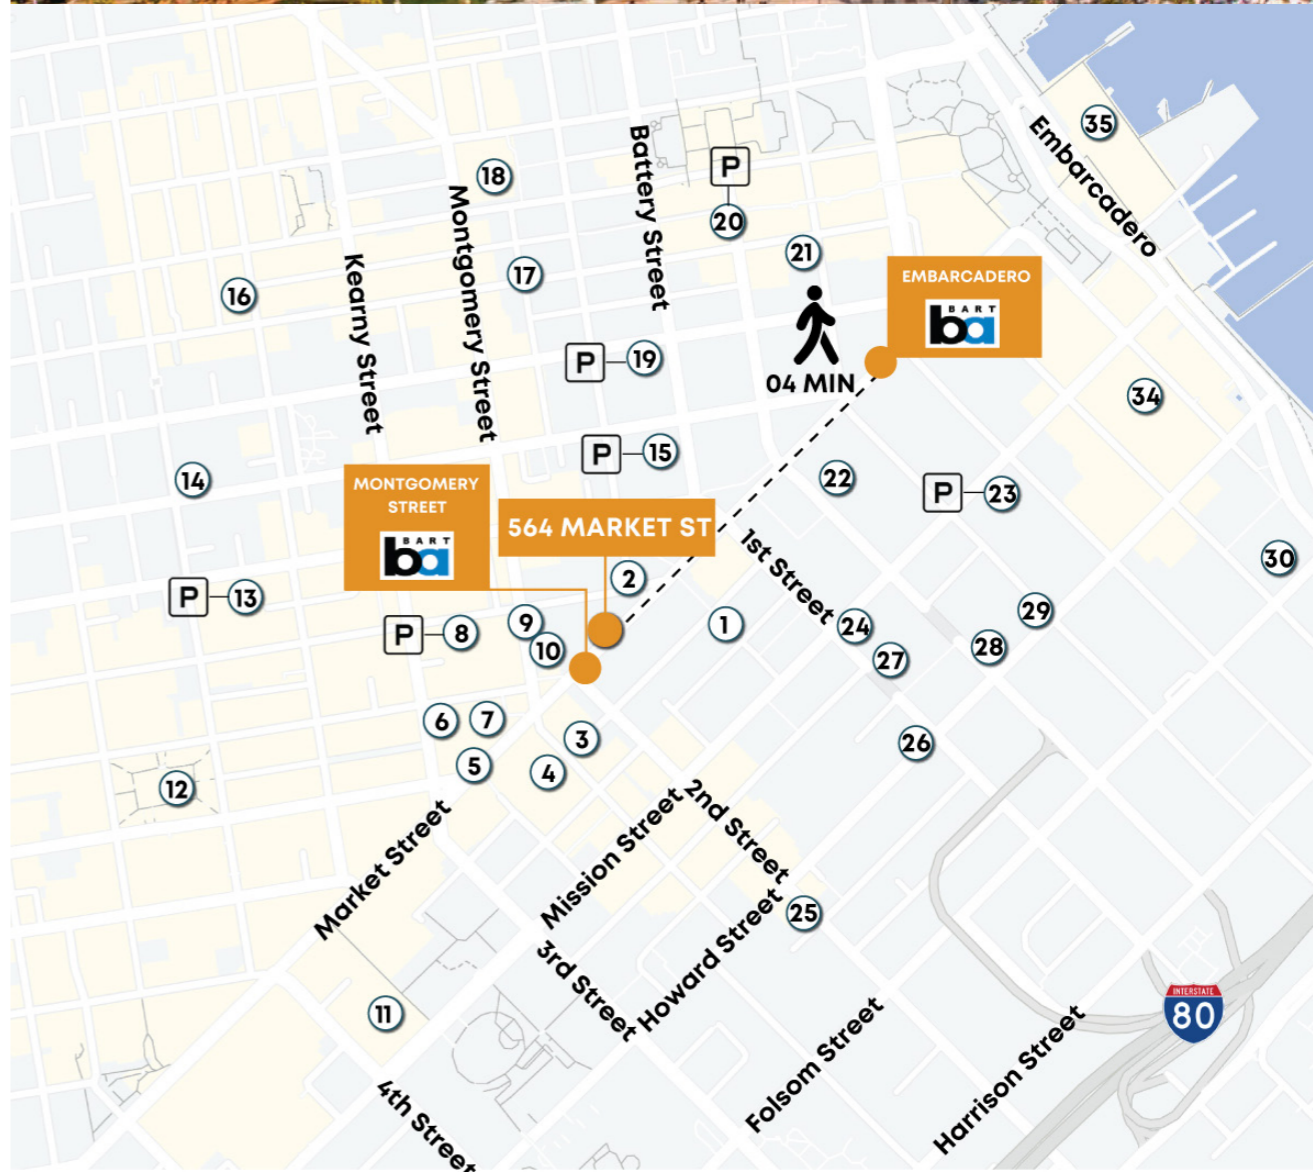 35
Embarcadero
P
20
Battery Street
18
Montgomery Street
17
21
EMBARCADERO
BART
ba
16
Kearny Street
P
19
04 MIN
34
P
15
14
22
P
23
MONTGOMERY
STREET
BART
ba
564 MARKET ST
1st Street
30
2
P
13
P
8
9
10
1
24
29
27
28
6
7
3
5
4
26
12
Market Street
Mission Street
2nd Street
25
Howard Street
3rd Street
11
INTERSTATE
80
Folsom Street
Harrison Street
4th Street